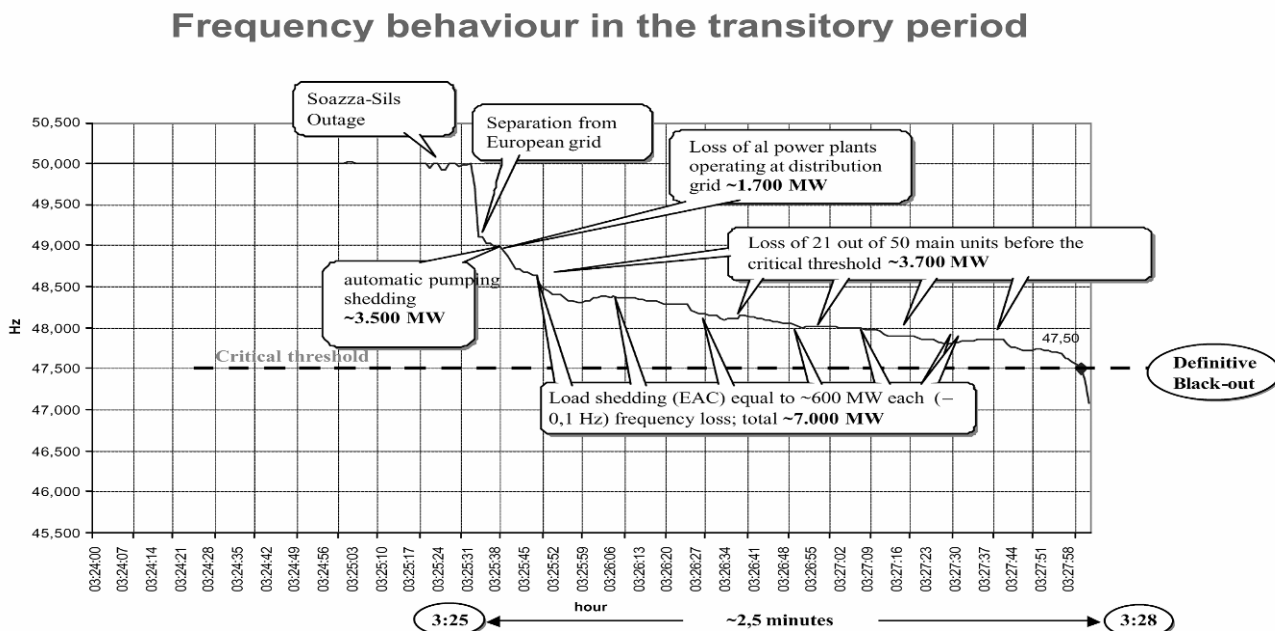 Frequency behaviour in the transitory period
Soazza-Sils
Outage
Separation from
European grid
Loss of al power plants
operating at distribution
grid ~1.700 MW
Loss of 21 out of 50 main units before the
critical threshold ~3.700 MW
automatic pumping
shedding
~3.500 MW
Critical threshold
47,50
Definitive
Black-out
Load shedding (EAC) equal to ~600 MW each (–
0,1 Hz) frequency loss; total ~7.000 MW
Hz
50,500
50,000
49,500
49,000
48,500
48,000
47,500
47,000
46,500
46,000
45,500
03:24:00
03:24:07
03:24:14
03:24:21
03:24:28
03:24:35
03:24:42
03:24:49
03:24:56
03:25:03
03:25:10
03:25:17
03:25:24
03:25:31
03:25:38
03:25:45
03:25:52
03:25:59
03:26:06
03:26:13
03:26:20
03:26:27
03:26:34
03:26:41
03:26:48
03:26:55
03:27:02
03:27:09
03:27:16
03:27:23
03:27:30
03:27:37
03:27:44
03:27:51
03:27:58
hour
3:25
~2,5 minutes
3:28